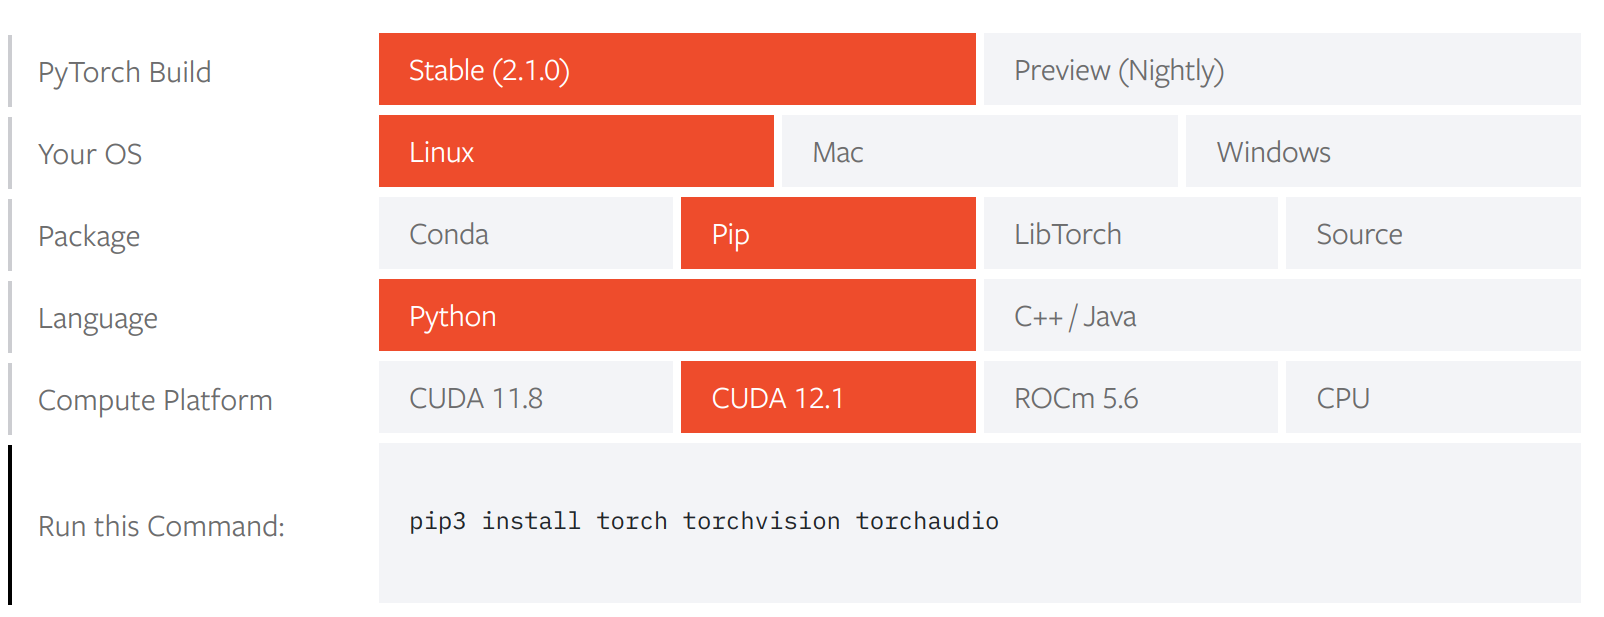 PyTorch Build
Stable (2.1.0)
Preview (Nightly)
Your OS
Linux
Mac
Windows
Package
Conda
Pip
LibTorch
Source
Language
Python
C++ / Java
Compute Platform
CUDA 11.8
CUDA 12.1
ROCm 5.6
CPU
Run this Command:
pip3 install torch torchvision torchaudio